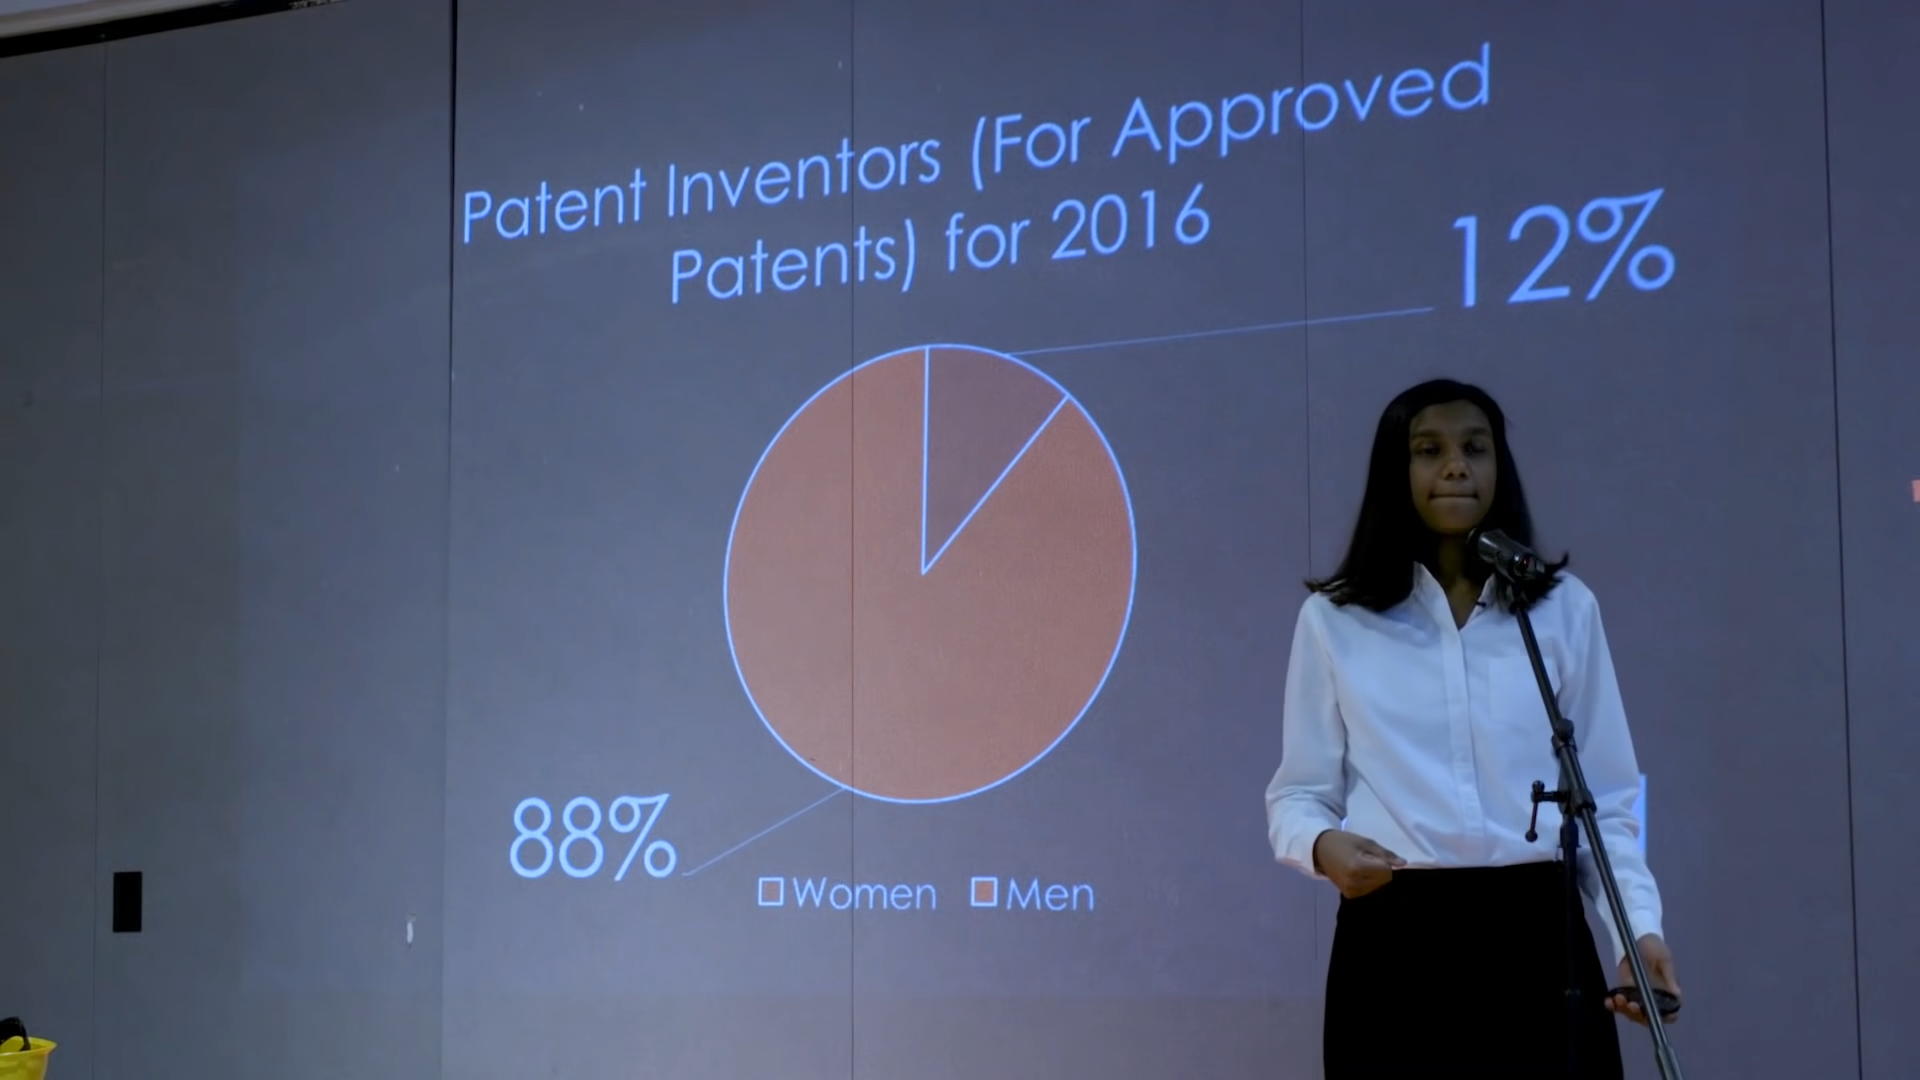 Patent Inventors (For Approved
Patents) for 2016
12%
88%
Women Men